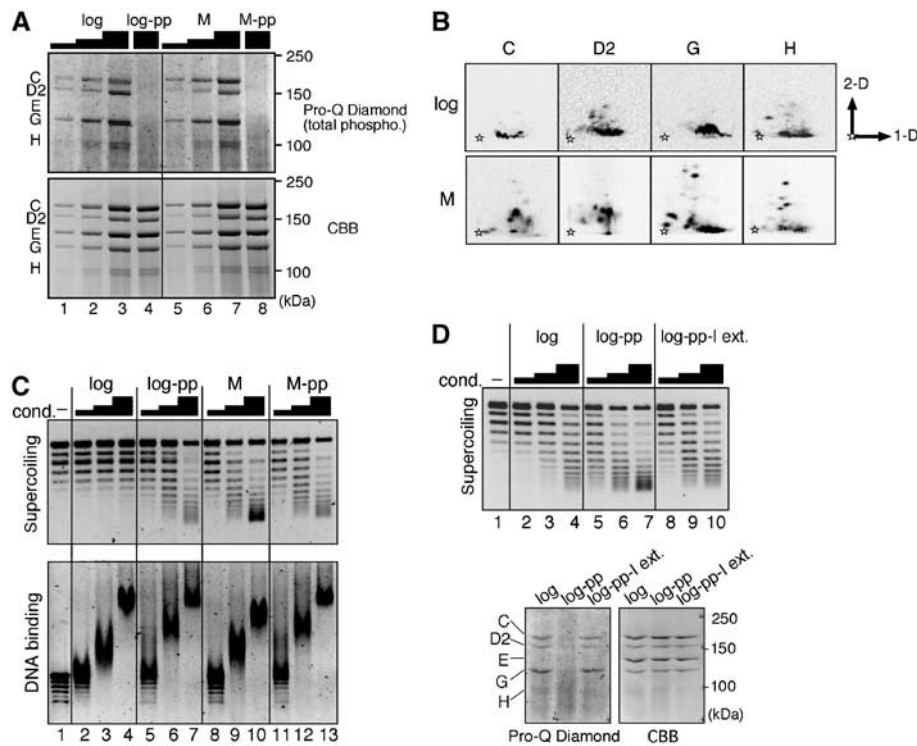 A
log log-pp M M-pp
250
C
D2
150
E
Pro-Q Diamond
(total phospho.)
G
H
100
250
C
D2
150
CBB
E
G
H
100
1 2 3 4 5 6 7 8 (kDa)
B
C D2 G H
log
2-D
1-D
M
C
log log-pp M M-pp
cond. –
Supercoiling
DNA binding
1 2 3 4 5 6 7 8 9 10 11 12 13
D
log log-pp log-pp-I ext.
cond. –
Supercoiling
1 2 3 4 5 6 7 8 9 10
log log-pp log-pp-I ext. log log-pp log-pp-I ext.
C
250
D2
150
E
G
100
H
(kDa)
Pro-Q Diamond CBB